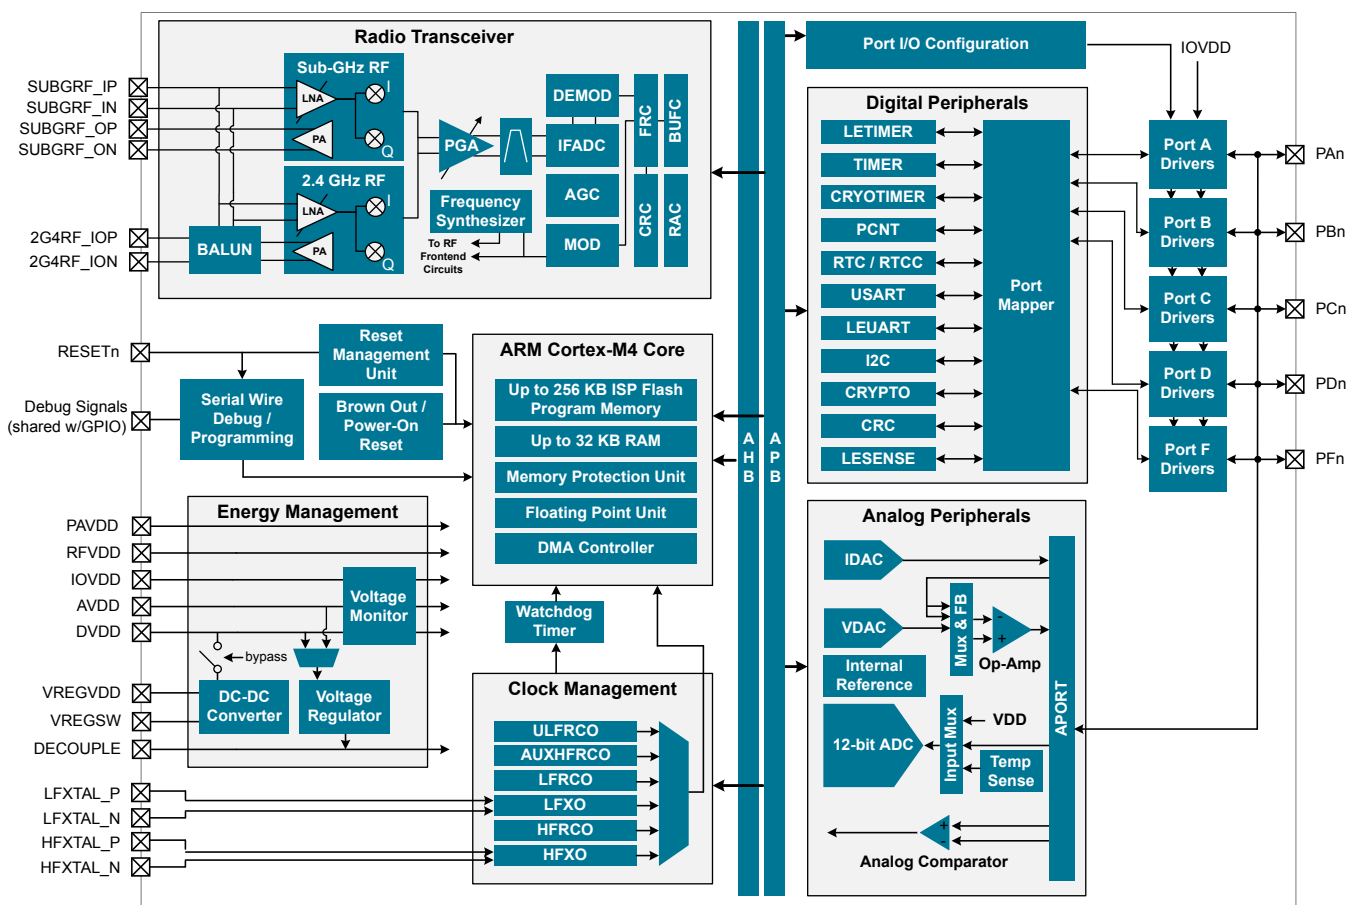 Radio Transceiver
Sub-GHz RF
LNA
I
PA
Q
2.4 GHz RF
LNA
I
PA
Q
BALUN
PGA
Frequency
Synthesizer
To RF
Frontend
Circuits
DEMOD
IFADC
AGC
MOD
FRC
BUFC
CRC
RAC
SUBGRF_IP
SUBGRF_IN
SUBGRF_OP
SUBGRF_ON
2G4RF_IOP
2G4RF_ION
RESETn
Debug Signals
(shared w/GPIO)
Reset
Management
Unit
Serial Wire
Debug /
Programming
Brown Out /
Power-On
Reset
ARM Cortex-M4 Core
Up to 256 KB ISP Flash
Program Memory
Up to 32 KB RAM
Memory Protection Unit
Floating Point Unit
DMA Controller
Watchdog
Timer
Energy Management
PAVDD
RFVDD
IOVDD
AVDD
DVDD
VREGVDD
VREGSW
DECOUPLE
Voltage
Monitor
bypass
DC-DC
Converter
Voltage
Regulator
Clock Management
ULFRCO
AUXHFRCO
LFRCO
LFXO
HFRCO
HFXO
LFXTAL_P
LFXTAL_N
HFXTAL_P
HFXTAL_N
A
H
B
A
P
B
Port I/O Configuration
IOVDD
Digital Peripherals
LETIMER
TIMER
CRYOTIMER
PCNT
RTC / RTCC
USART
LEUART
I2C
CRYPTO
CRC
LESENSE
Port
Mapper
Port A
Drivers
Port B
Drivers
Port C
Drivers
Port D
Drivers
Port F
Drivers
PAn
PBn
PCn
PDn
PFn
Analog Peripherals
IDAC
VDAC
Mux & FB
-
+
Op-Amp
Internal
Reference
12-bit ADC
Input Mux
VDD
Temp
Sense
APORT
+
-
Analog Comparator